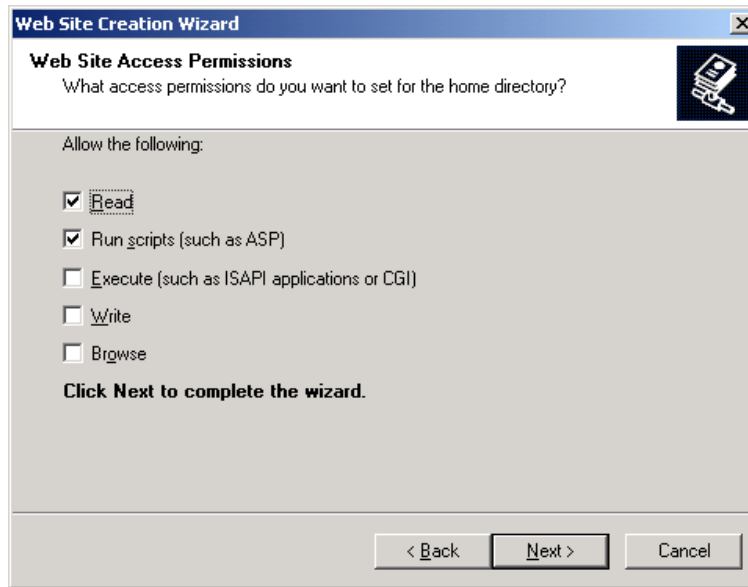 Web Site Creation Wizard
Web Site Access Permissions
What access permissions do you want to set for the home directory?
Allow the following:
Read
Run scripts (such as ASP)
Execute (such as ISAPI applications or CGI)
Write
Browse
Click Next to complete the wizard.
< Back Next > Cancel